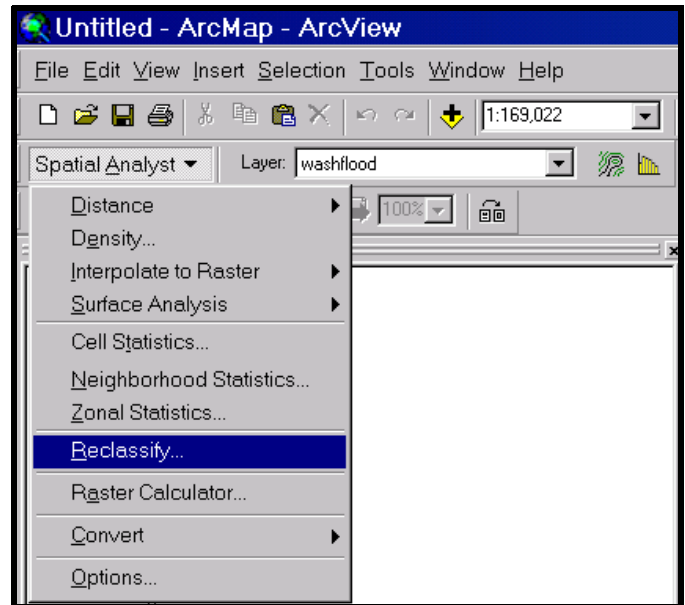 Untitled - ArcMap - ArcView
File Edit View Insert Selection Tools Window Help
1:169,022
Spatial Analyst Layer: washflood
Distance
100%
Density...
Interpolate to Raster
Surface Analysis
Cell Statistics...
Neighborhood Statistics...
Zonal Statistics...
Reclassify...
Raster Calculator...
Convert
Options...